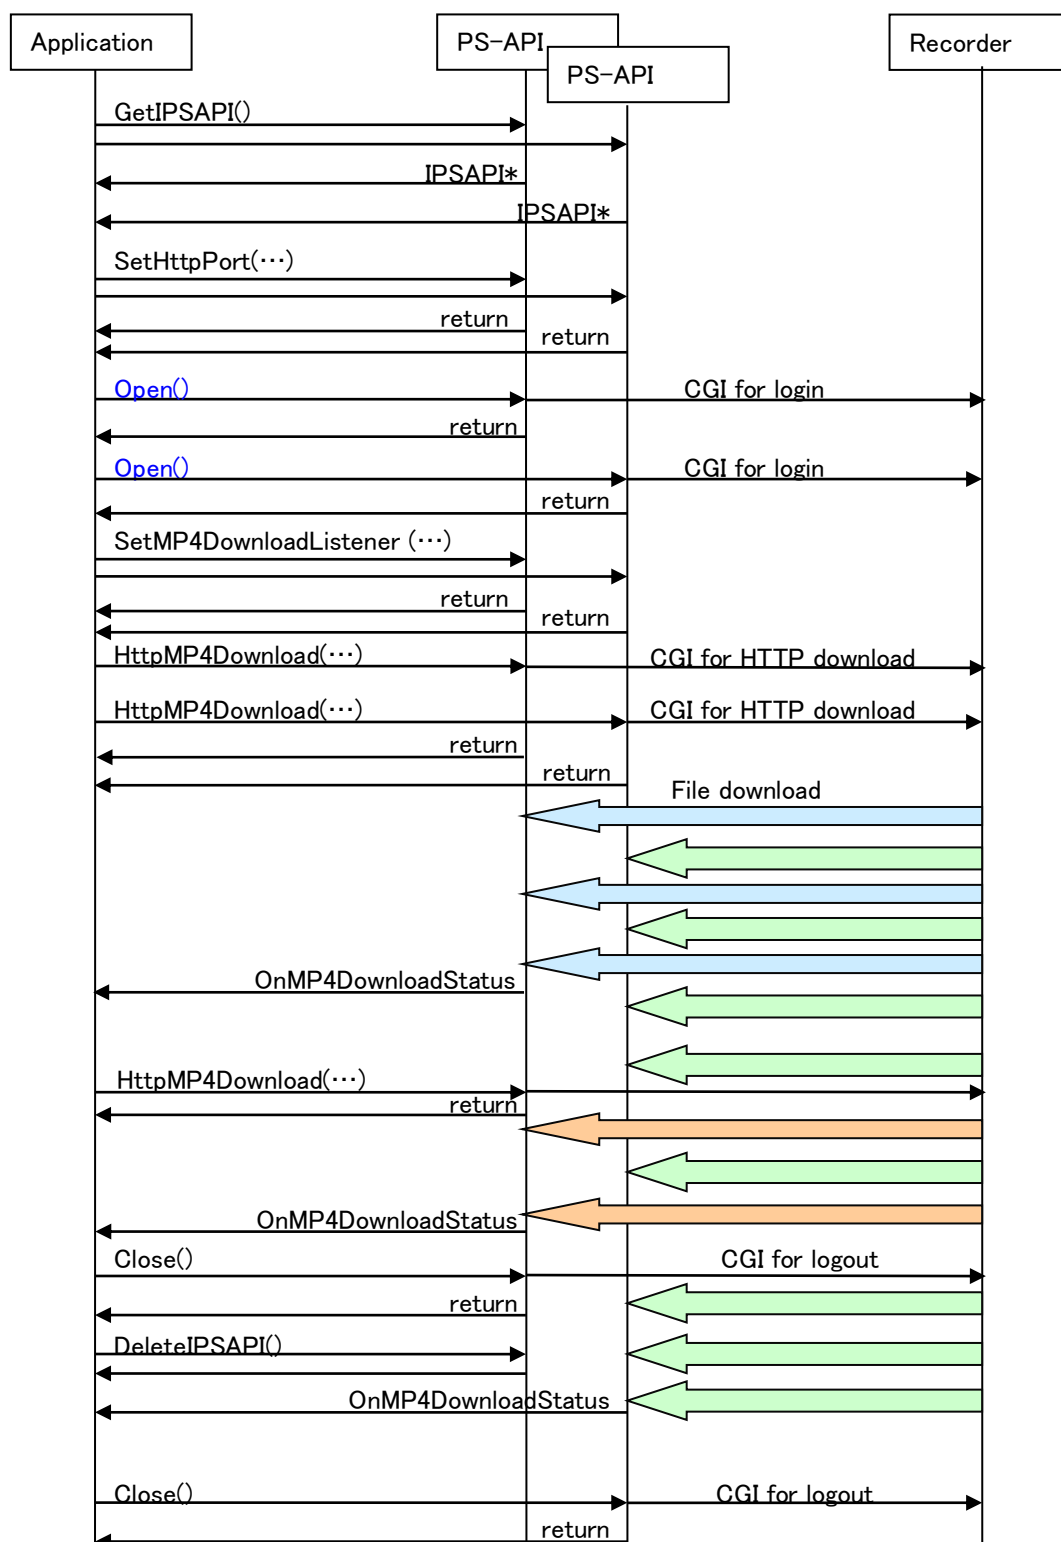 Application
PS-API
PS-API
Recorder
GetIPSAPI()
IPSAPI*
IPSAPI*
SetHttpPort(・・・)
return
return
Open()
CGI for login
return
Open()
CGI for login
return
SetMP4DownloadListener (・・・)
return
return
HttpMP4Download(・・・)
CGI for HTTP download
HttpMP4Download(・・・)
CGI for HTTP download
return
return
File download
OnMP4DownloadStatus
HttpMP4Download(・・・)
return
OnMP4DownloadStatus
Close()
CGI for logout
return
DeleteIPSAPI()
OnMP4DownloadStatus
Close()
CGI for logout
return